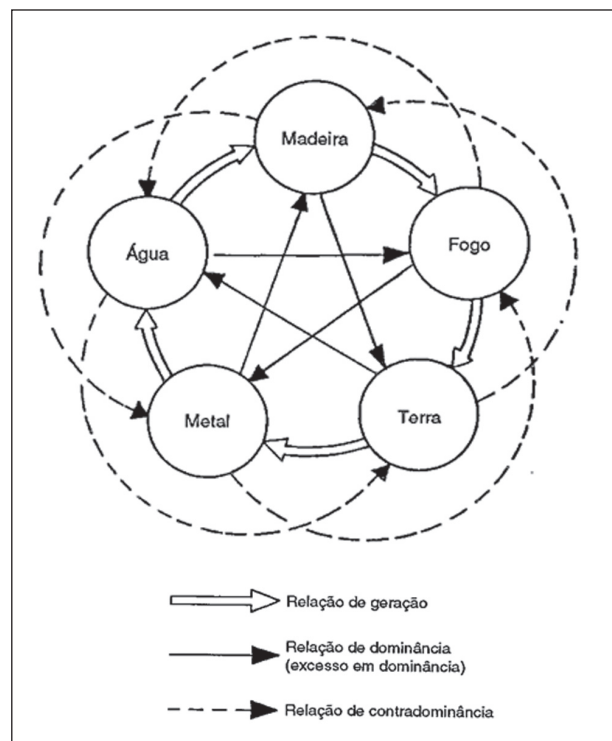 Madeira
Água
Fogo
Metal
Terra
Relação de geração
Relação de dominância
(excesso em dominância)
Relação de contradominância